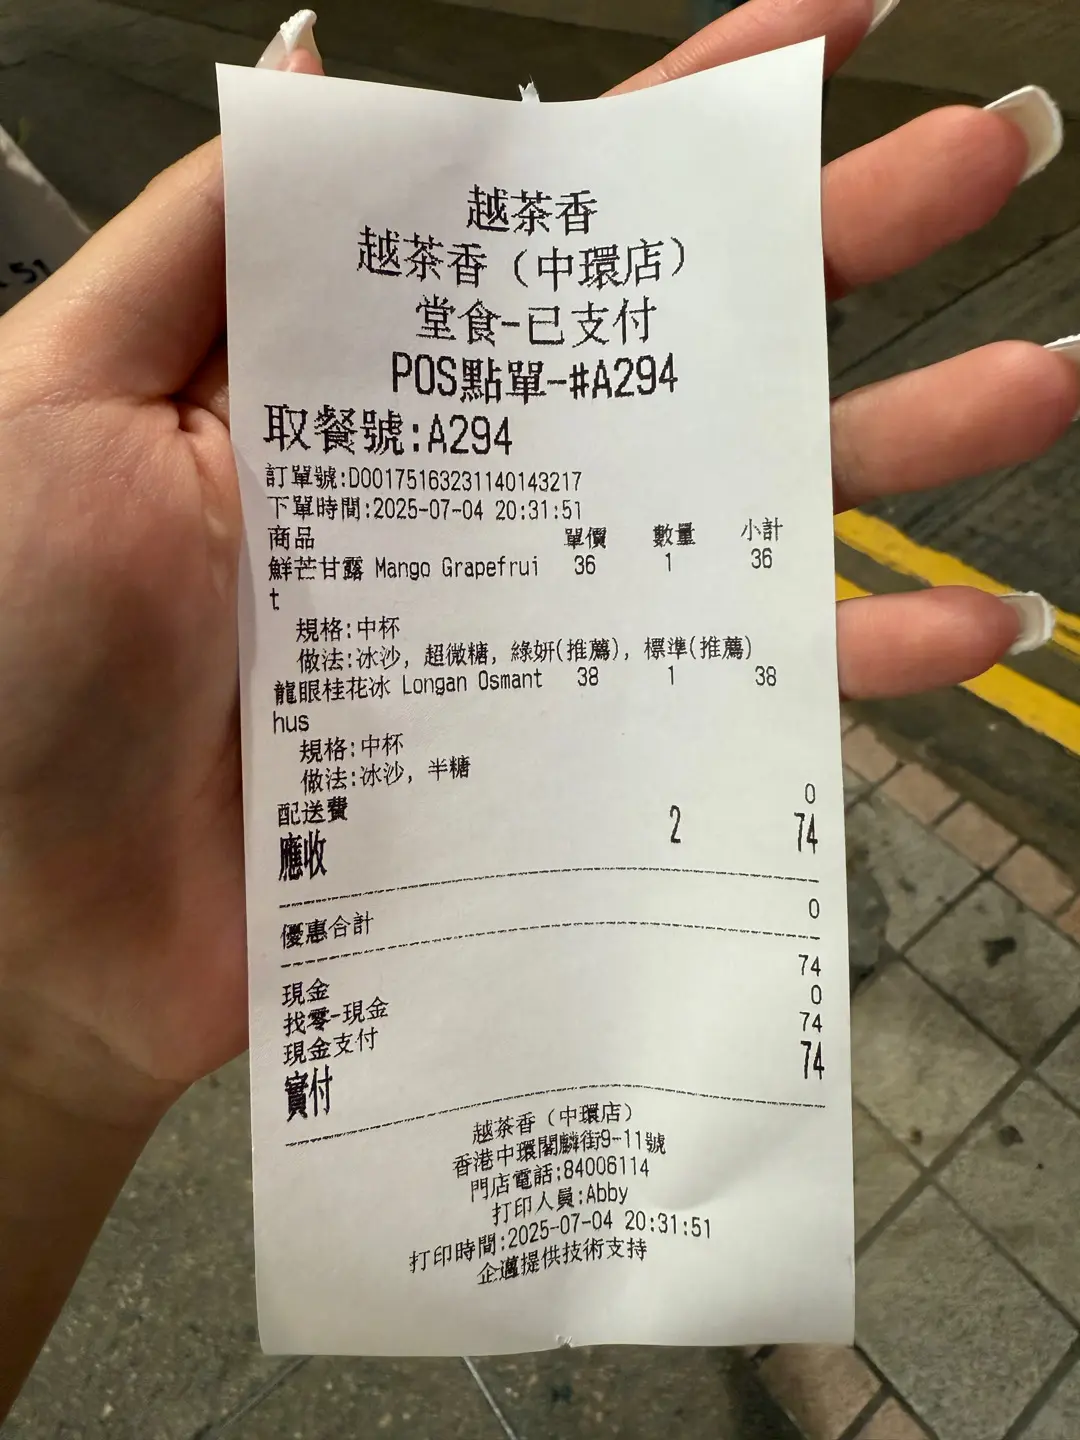 越茶香
越茶香（中環店）
堂食-已支付
POS點單-#A294
取餐號:A294
訂單號:D00175163231140143217
下單時間:2025-07-04 20:31:51
商品 單價 數量 小計
鮮芒甘露 Mango Grapefrui 36 1 36
t
規格:中杯
做法:冰沙, 超微糖, 綠妍(推薦), 標準(推薦)
龍眼桂花冰 Longan Osmant 38 1 38
hus
規格:中杯
做法:冰沙, 半糖
配送費 0
應收 2 74
優惠合計 0
現金 74
找零-現金 0
現金支付 74
實付 74
越茶香（中環店）
香港中環閣麟街9-11號
門店電話:84006114
打印人員:Abby
打印時間:2025-07-04 20:31:51
企邁提供技術支持
51